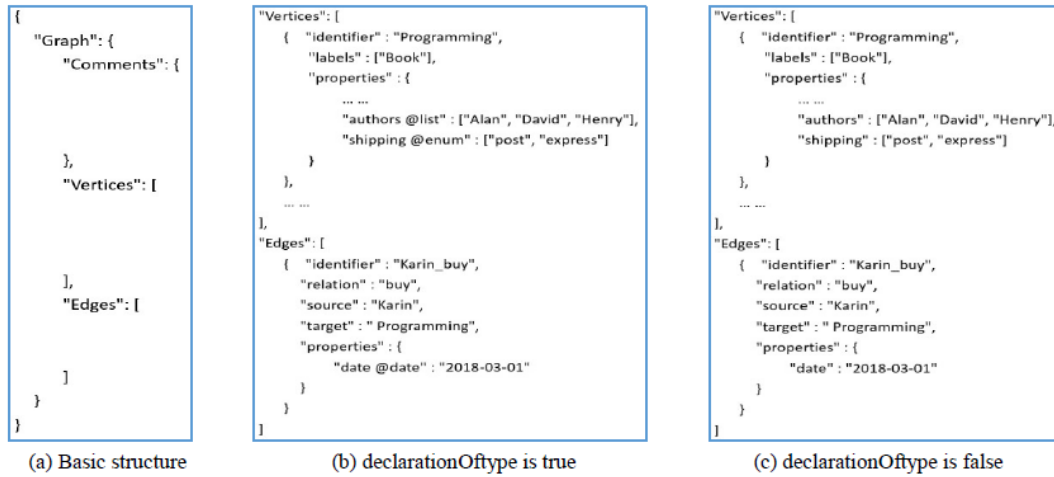 {
"Graph": {
"Comments": {
},
"Vertices": [
],
"Edges": [
]
}
}
(a) Basic structure
"Vertices": [
{ "identifier" : "Programming",
"labels" : ["Book"],
"properties" : {
... ...
"authors @list" : ["Alan", "David", "Henry"],
"shipping @enum" : ["post", "express"]
}
},
... ...
],
"Edges": [
{ "identifier" : "Karin_buy",
"relation" : "buy",
"source" : "Karin",
"target" : " Programming",
"properties" : {
"date @date" : "2018-03-01"
}
}
]
(b) declarationOftype is true
"Vertices": [
{ "identifier" : "Programming",
"labels" : ["Book"],
"properties" : {
... ...
"authors" : ["Alan", "David", "Henry"],
"shipping" : ["post", "express"]
}
},
... ...
],
"Edges": [
{ "identifier" : "Karin_buy",
"relation" : "buy",
"source" : "Karin",
"target" : " Programming",
"properties" : {
"date" : "2018-03-01"
}
}
]
(c) declarationOftype is false